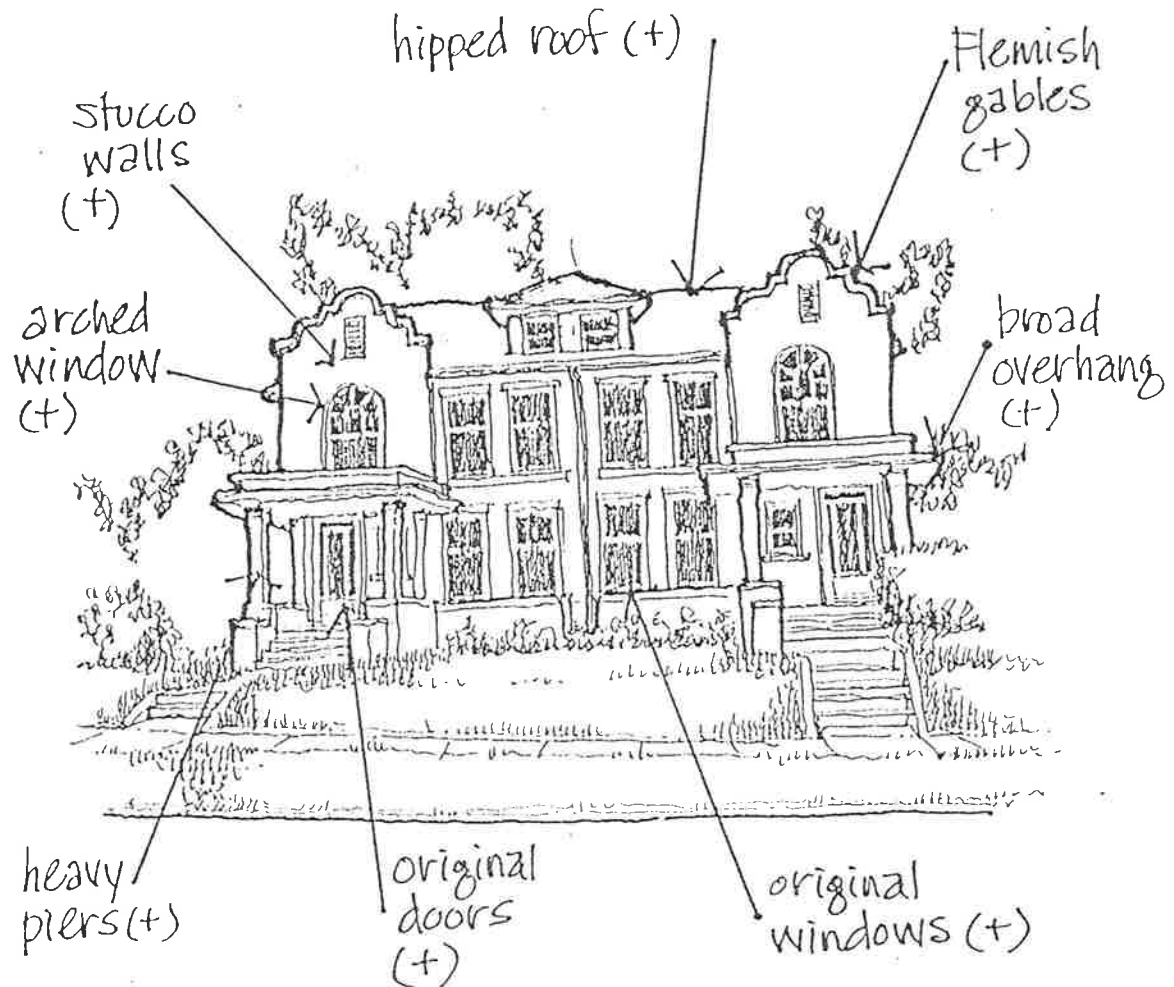 hipped roof (+)
Flemish
gables
(+)
stucco
walls
(+)
arched
window
(+)
broad
overhang
(+)
heavy
piers (+)
original
doors
(+)
original
windows (+)